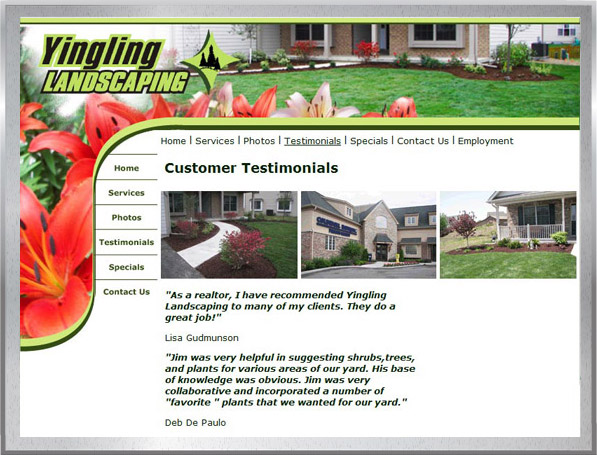 Yingling
LANDSCAPING
Home | Services | Photos | Testimonials | Specials | Contact Us | Employment
Home
Services
Photos
Testimonials
Specials
Contact Us
Customer Testimonials
"As a realtor, I have recommended Yingling
Landscaping to many of my clients. They do a
great job!"
Lisa Gudmunson
"Jim was very helpful in suggesting shrubs,trees,
and plants for various areas of our yard. His base
of knowledge was obvious. Jim was very
collaborative and incorporated a number of
"favorite " plants that we wanted for our yard."
Deb De Paulo